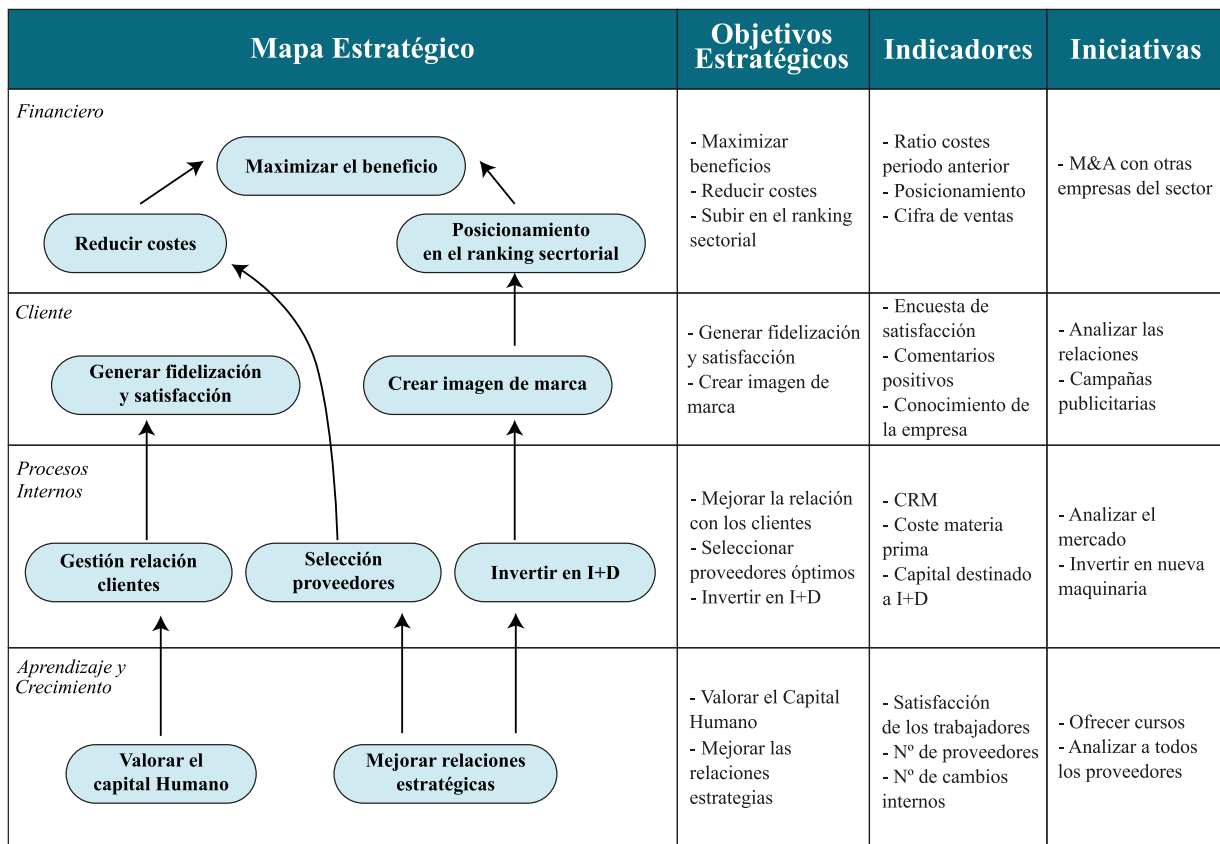 Mapa Estratégico
Objetivos
Estratégicos
Indicadores
Iniciativas
Financiero
Maximizar el beneficio
Reducir costes
Posicionamiento
en el ranking secrtorial
- Maximizar
beneficios
- Reducir costes
- Subir en el ranking
sectorial
- Ratio costes
periodo anterior
- Posicionamiento
- Cifra de ventas
- M&A con otras
empresas del sector
Cliente
Generar fidelización
y satisfacción
Crear imagen de marca
- Generar fidelización
y satisfacción
- Crear imagen de
marca
- Encuesta de
satisfacción
- Comentarios
positivos
- Conocimiento de
la empresa
- Analizar las
relaciones
- Campañas
publicitarias
Procesos
Internos
Gestión relación
clientes
Selección
proveedores
Invertir en I+D
- Mejorar la relación
con los clientes
- Seleccionar
proveedores óptimos
- Invertir en I+D
- CRM
- Coste materia
prima
- Capital destinado
a I+D
- Analizar el
mercado
- Invertir en nueva
maquinaria
Aprendizaje y
Crecimiento
Valorar el
capital Humano
Mejorar relaciones
estratégicas
- Valorar el Capital
Humano
- Mejorar las
relaciones
estrategias
- Satisfacción
de los trabajadores
- Nº de proveedores
- Nº de cambios
internos
- Ofrecer cursos
- Analizar a todos
los proveedores